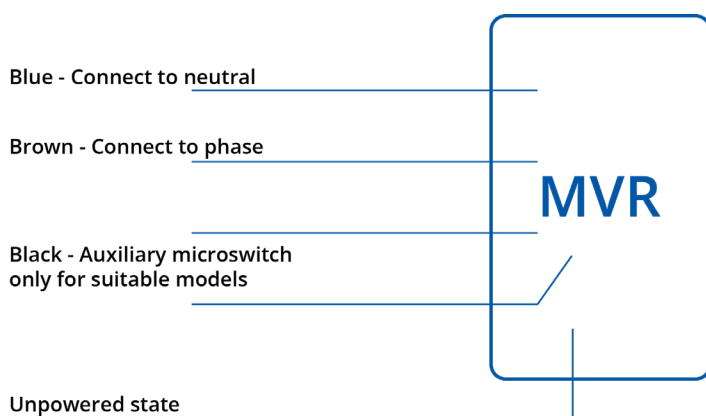 Blue - Connect to neutral
Brown - Connect to phase
MVR
Black - Auxiliary microswitch
only for suitable models
Unpowered state